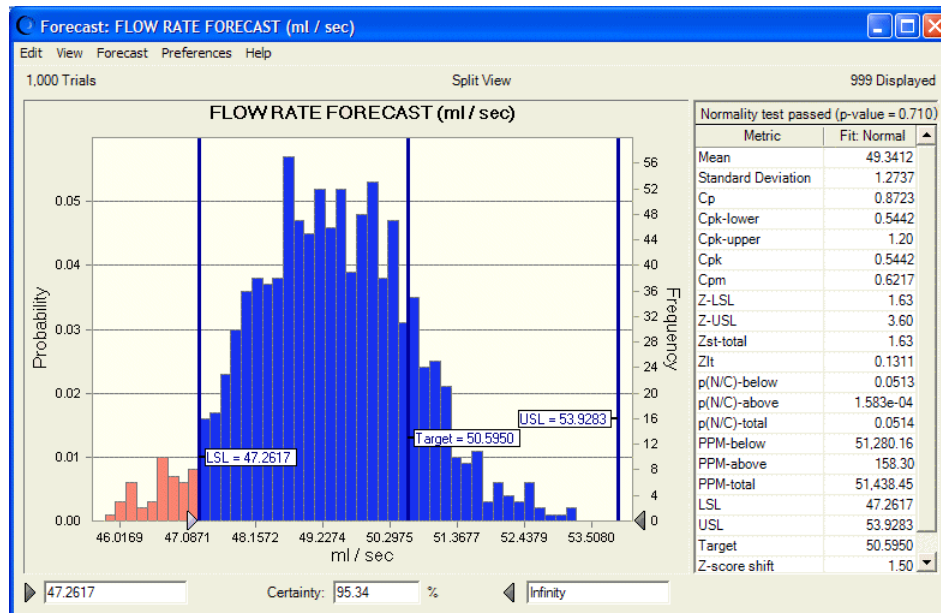 Forecast: FLOW RATE FORECAST (ml / sec)
Edit View Forecast Preferences Help
1,000 Trials Split View 999 Displayed
FLOW RATE FORECAST (ml / sec)
Probability
0.05
0.04
0.03
0.02
0.01
0.00
56
52
48
44
40
36
32
28
24
20
16
12
8
4
0
Frequency
LSL = 47.2617
Target = 50.5950
USL = 53.9283
46.0169 47.0871 48.1572 49.2274 50.2975 51.3677 52.4379 53.5080
ml / sec
Normality test passed (p-value = 0.710)
Metric Fit: Normal
Mean 49.3412
Standard Deviation 1.2737
Cp 0.8723
Cpk-lower 0.5442
Cpk-upper 1.20
Cpk 0.5442
Cpm 0.6217
Z-LSL 1.63
Z-USL 3.60
Zst-total 1.63
Zlt 0.1311
p(N/C)-below 0.0513
p(N/C)-above 1.583e-04
p(N/C)-total 0.0514
PPM-below 51,280.16
PPM-above 158.30
PPM-total 51,438.45
LSL 47.2617
USL 53.9283
Target 50.5950
Z-score shift 1.50
47.2617 Certainty: 95.34 % Infinity